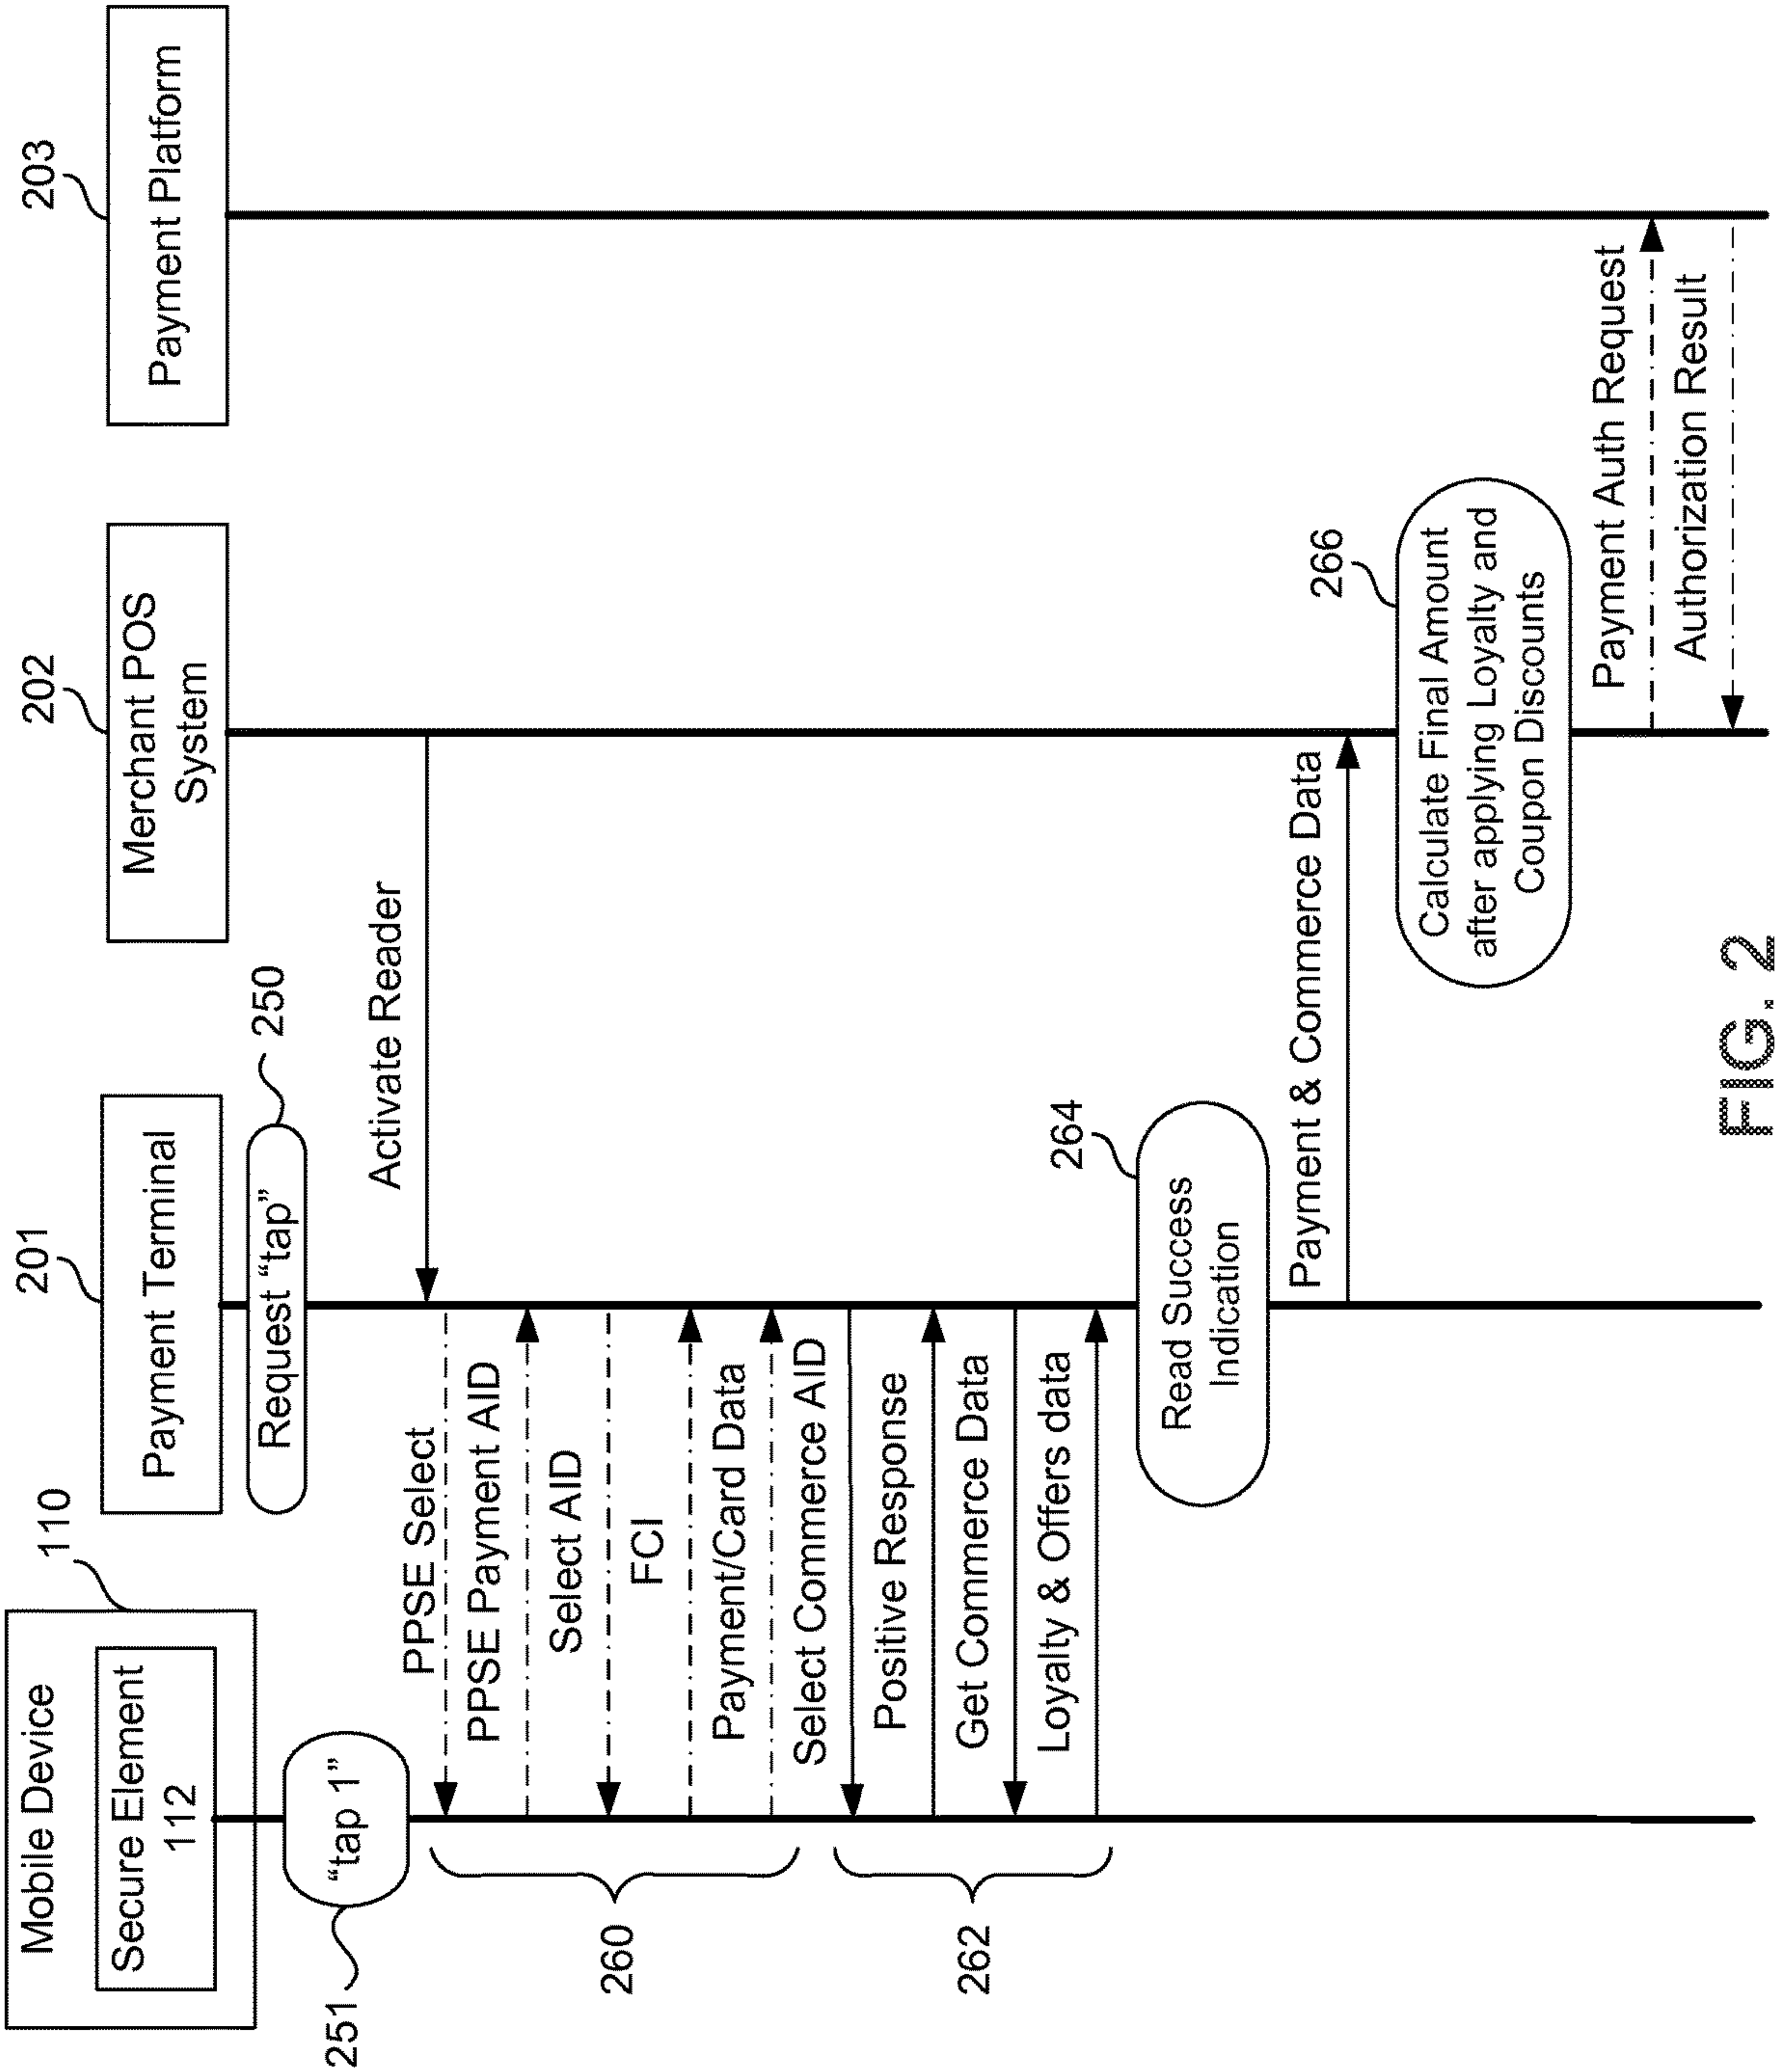 Mobile Device
110
Secure Element
112
201
Payment Terminal
202
Merchant POS
System
203
Payment Platform
Request “tap”
250
“tap 1”
251
Activate Reader
PPSE Select
PPSE Payment AID
Select AID
FCI
Payment/Card Data
260
Select Commerce AID
Positive Response
Get Commerce Data
Loyalty & Offers data
262
264
Read Success
Indication
Payment & Commerce Data
266
Calculate Final Amount
after applying Loyalty and
Coupon Discounts
Payment Auth Request
Authorization Result
FIG. 2